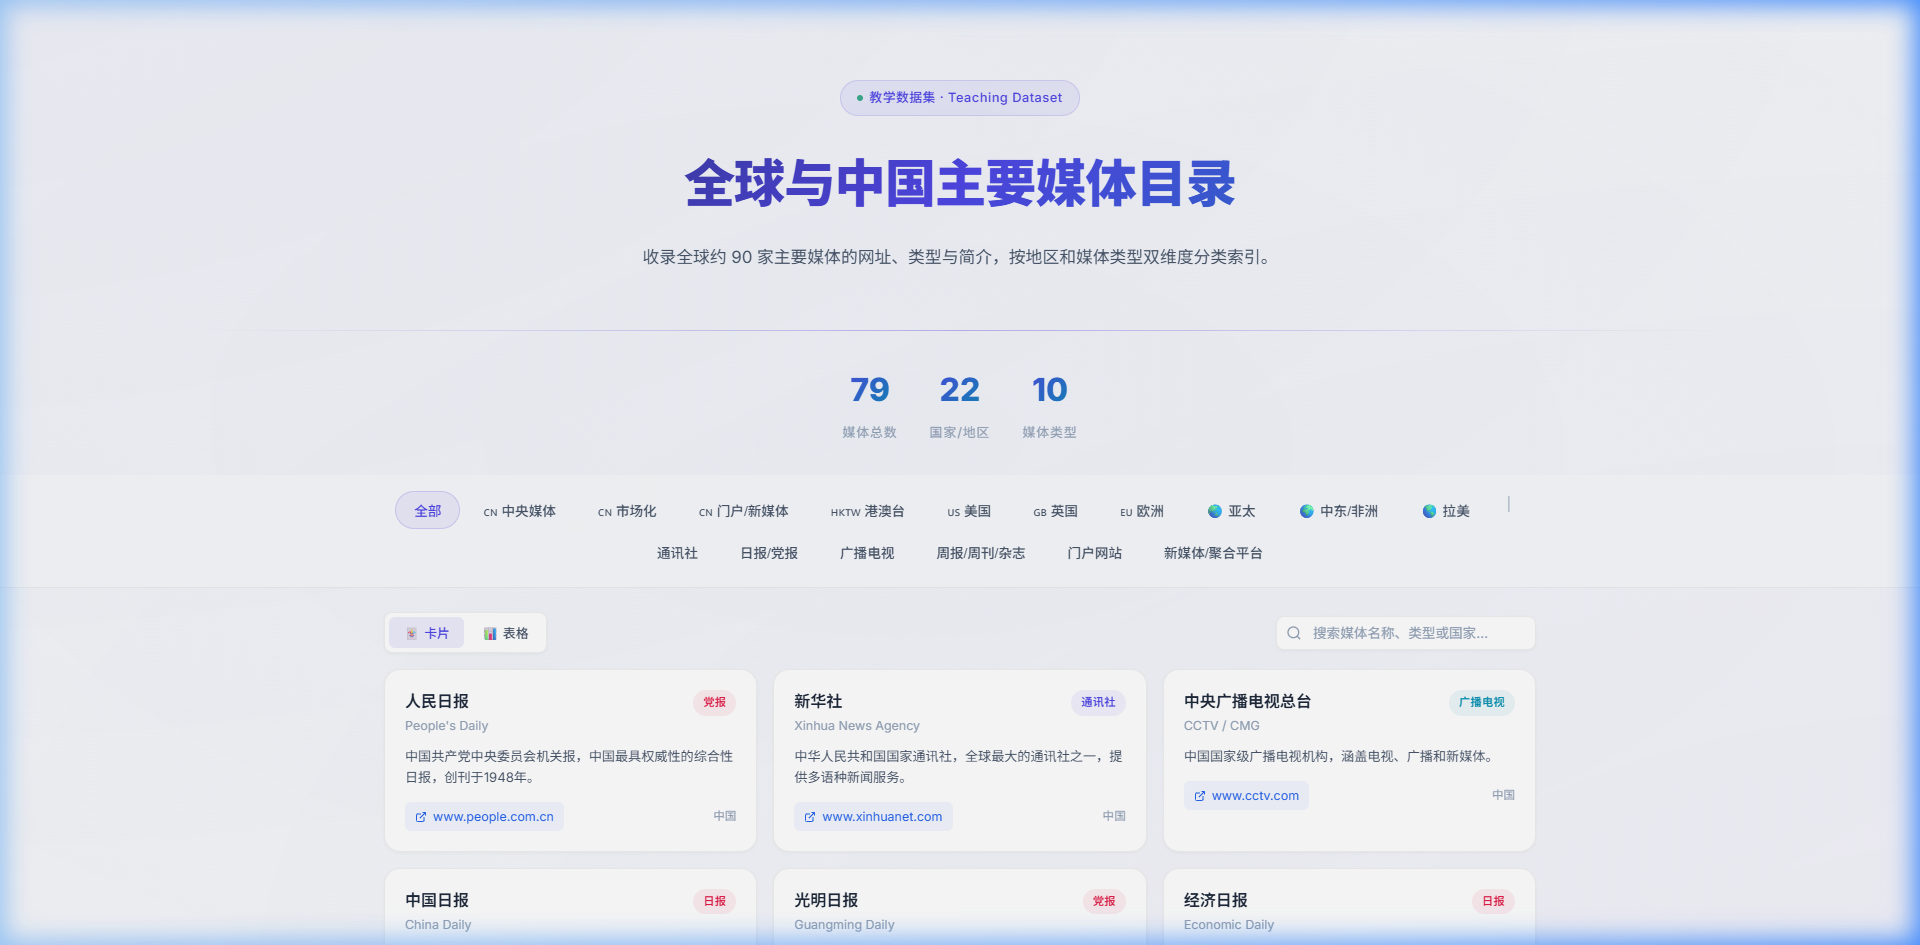 教学数据集 · Teaching Dataset
全球与中国主要媒体目录
收录全球约 90 家主要媒体的网址、类型与简介，按地区和媒体类型双维度分类索引。
79 22 10
媒体总数 国家/地区 媒体类型
全部 CN 中央媒体 CN 市场化 CN 门户/新媒体 HKTW 港澳台 US 美国 GB 英国 EU 欧洲 亚太 中东/非洲 拉美
通讯社 日报/党报 广播电视 周报/周刊/杂志 门户网站 新媒体/聚合平台
卡片 表格 搜索媒体名称、类型或国家...
人民日报 党报
People's Daily
中国共产党中央委员会机关报，中国最具权威性的综合性
日报，创刊于1948年。
www.people.com.cn 中国
新华社 通讯社
Xinhua News Agency
中华人民共和国国家通讯社，全球最大的通讯社之一，提
供多语种新闻服务。
www.xinhuanet.com 中国
中央广播电视总台 广播电视
CCTV / CMG
中国国家级广播电视机构，涵盖电视、广播和新媒体。
www.cctv.com 中国
中国日报 日报
China Daily
光明日报 党报
Guangming Daily
经济日报 日报
Economic Daily